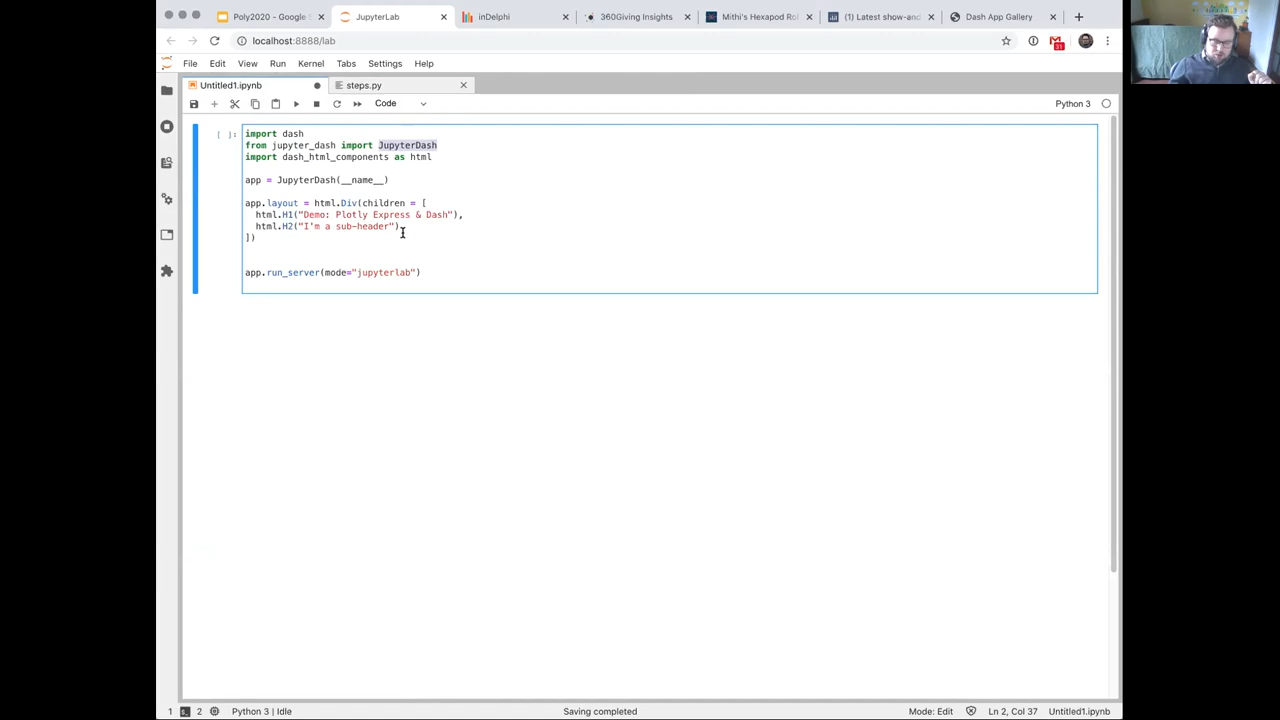 Poly2020 - Google S
JupyterLab
inDelphi
360Giving Insights
Mithi's Hexapod Ro
(1) Latest show-and
Dash App Gallery
localhost:8888/lab
31
File Edit View Run Kernel Tabs Settings Help
Untitled1.ipynb
steps.py
Code
Python 3
[ ]:
import dash
from jupyter_dash import JupyterDash
import dash_html_components as html
app = JupyterDash(__name__)
app.layout = html.Div(children = [
html.H1("Demo: Plotly Express & Dash"),
html.H2("I'm a sub-header")
])
app.run_server(mode="jupyterlab")
1 2 Python 3 | Idle
Saving completed
Mode: Edit
Ln 2, Col 37
Untitled1.ipynb